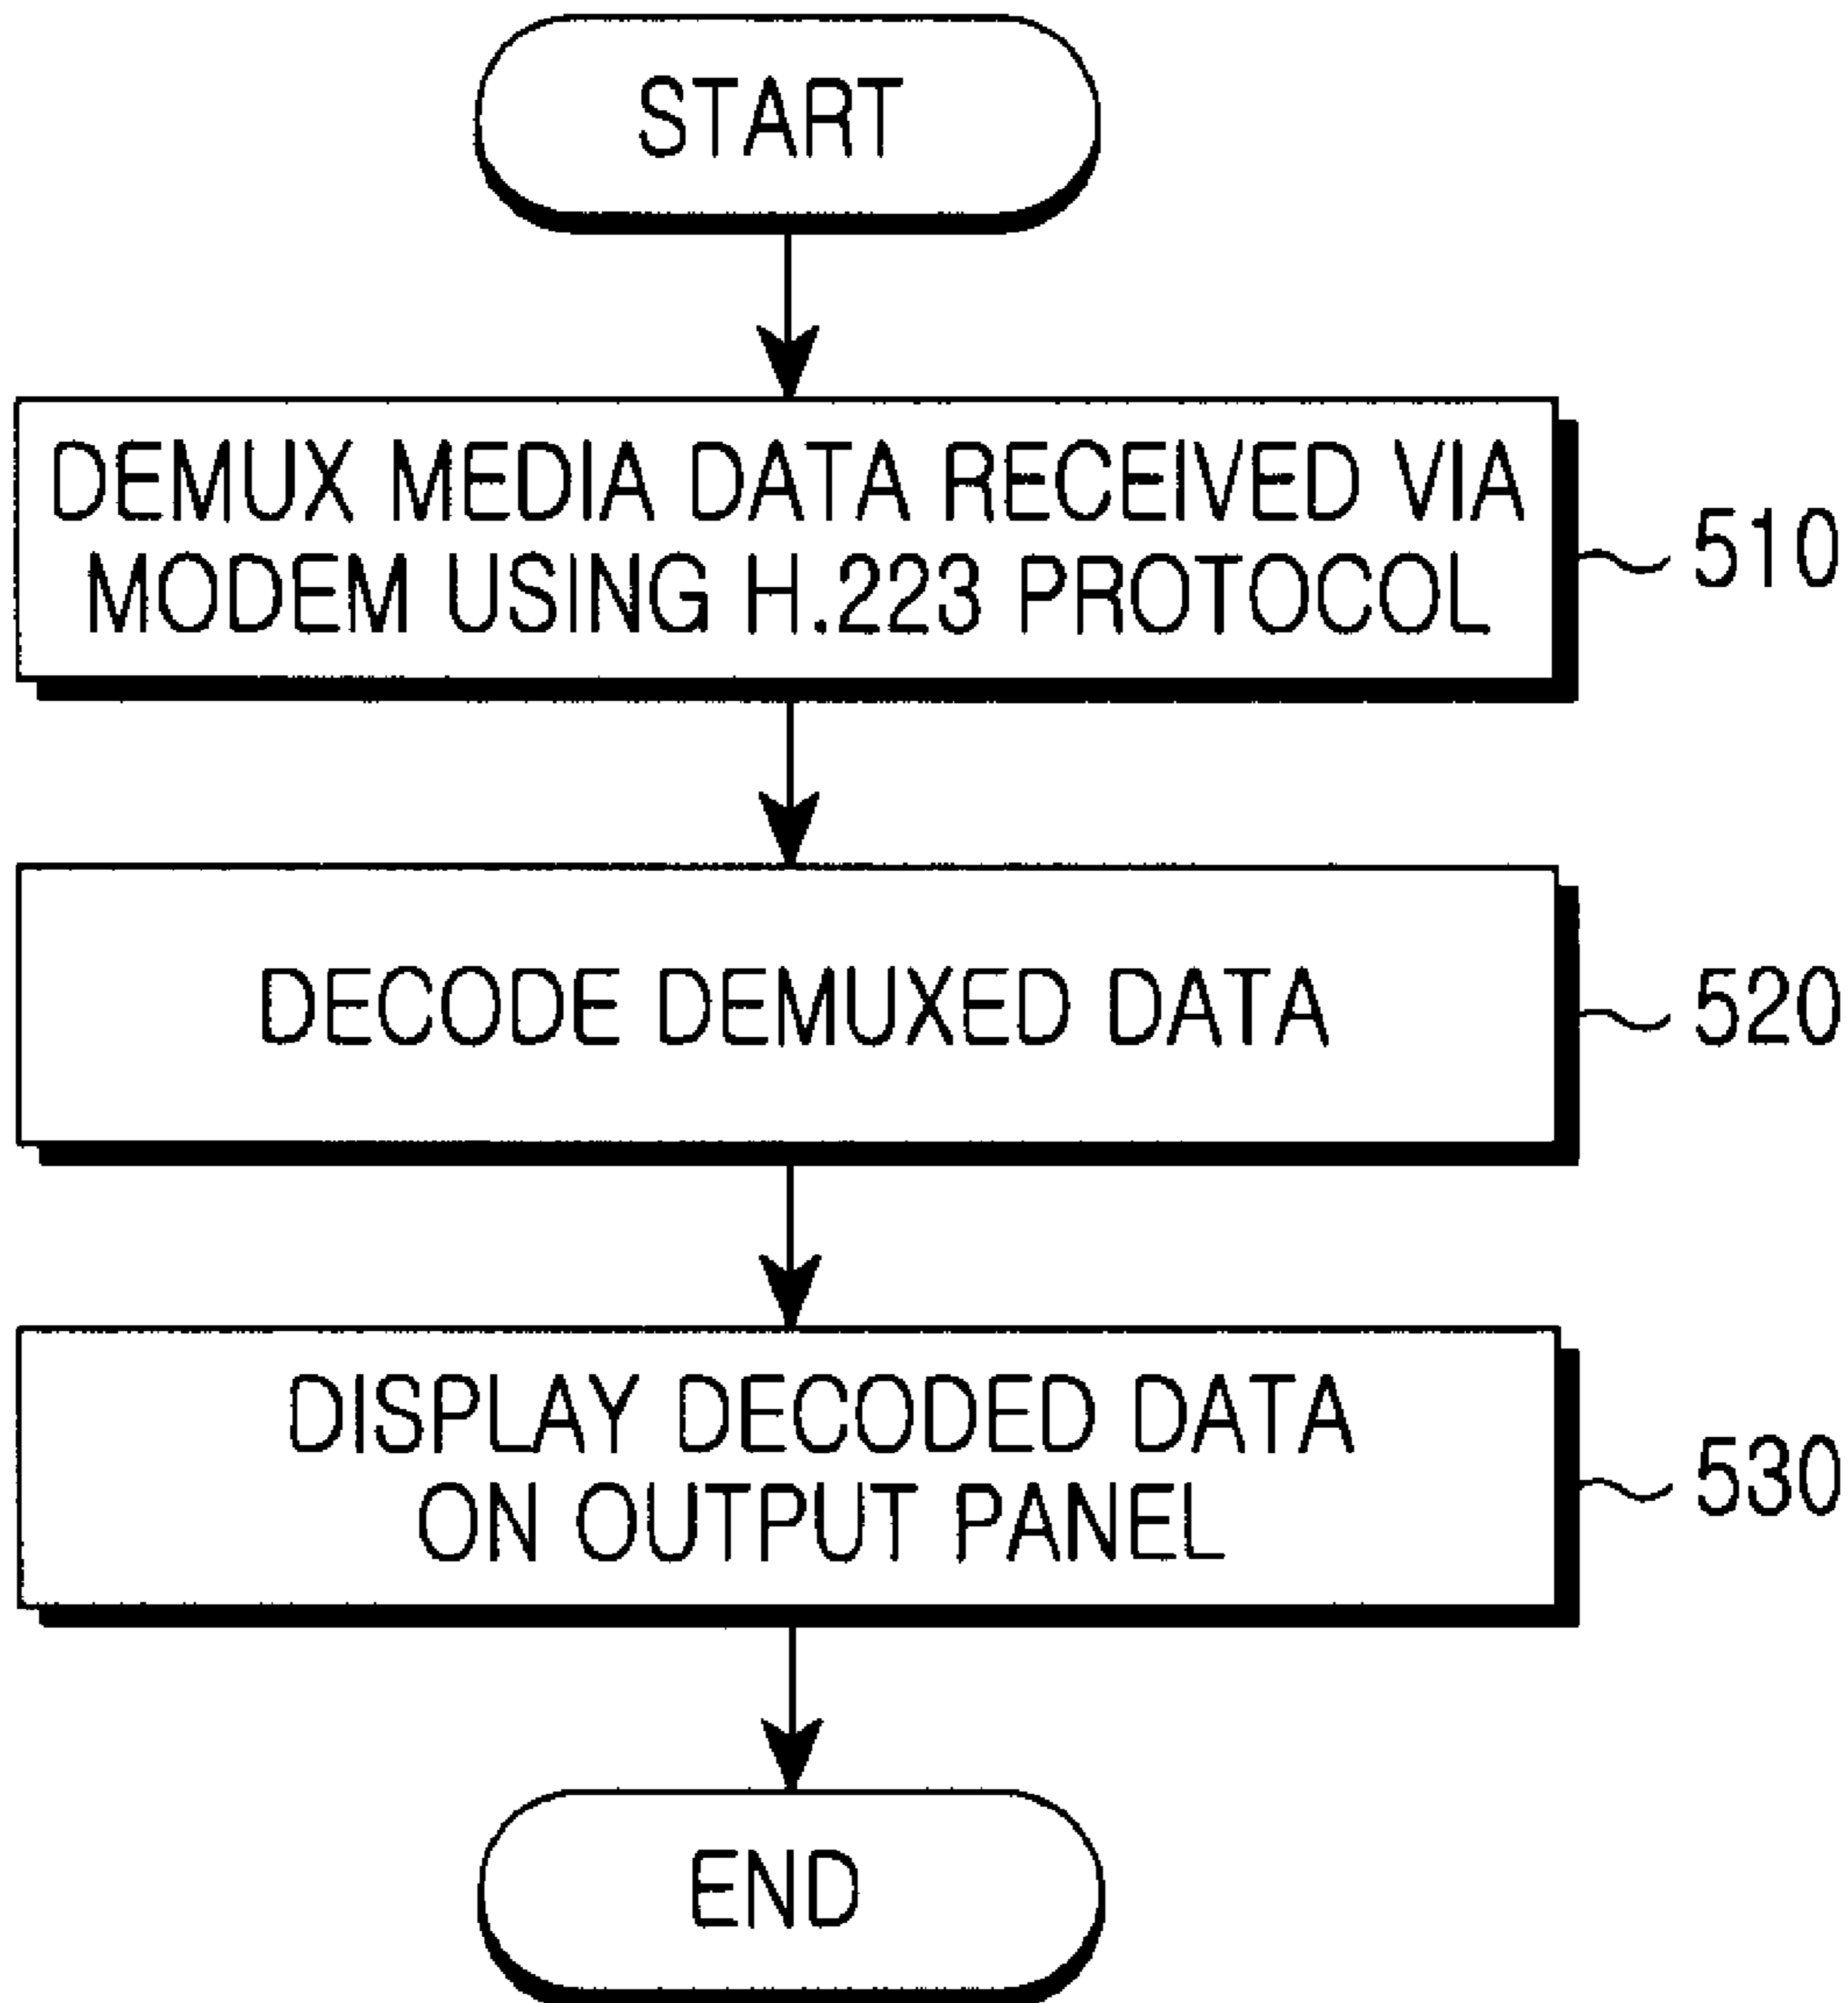 START
DEMUX MEDIA DATA RECEIVED VIA
MODEM USING H.223 PROTOCOL
510
DECODE DEMUXED DATA
520
DISPLAY DECODED DATA
ON OUTPUT PANEL
530
END